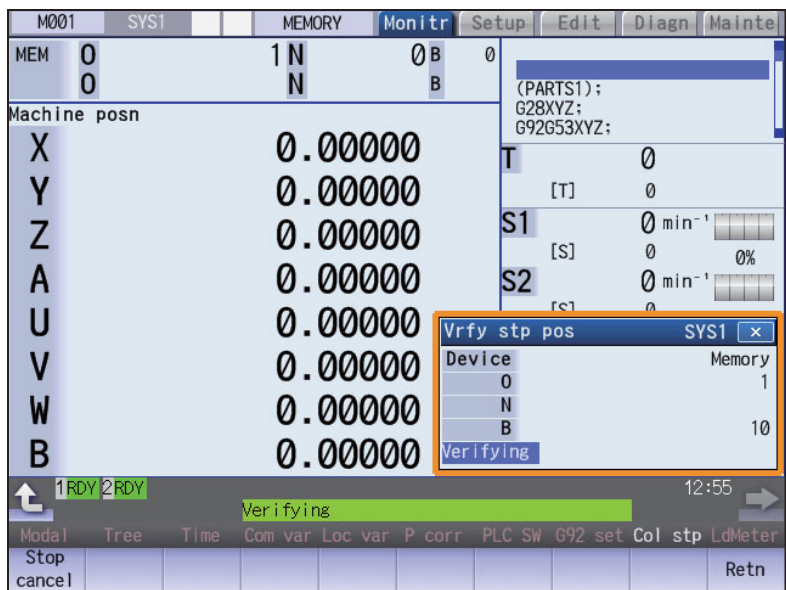 M001 SYS1 MEMORY Monitr Setup Edit Diagn Mainte
MEM O 1 N 0 B 0
O N B
(PARTS1);
G28XYZ;
G92G53XYZ;
Machine posn
X 0.00000
Y 0.00000
Z 0.00000
A 0.00000
U 0.00000
V 0.00000
W 0.00000
B 0.00000
T 0
[T] 0
S1 0 min⁻¹
[S] 0 0%
S2 0 min⁻¹
[S] 0
Vrfy stp pos SYS1 ×
Device Memory
O 1
N
B 10
Verifying
1RDY 2RDY 12:55
Verifying
Modal Tree Time Com var Loc var P corr PLC SW G92 set Col stp LdMeter
Stop
cancel Retn